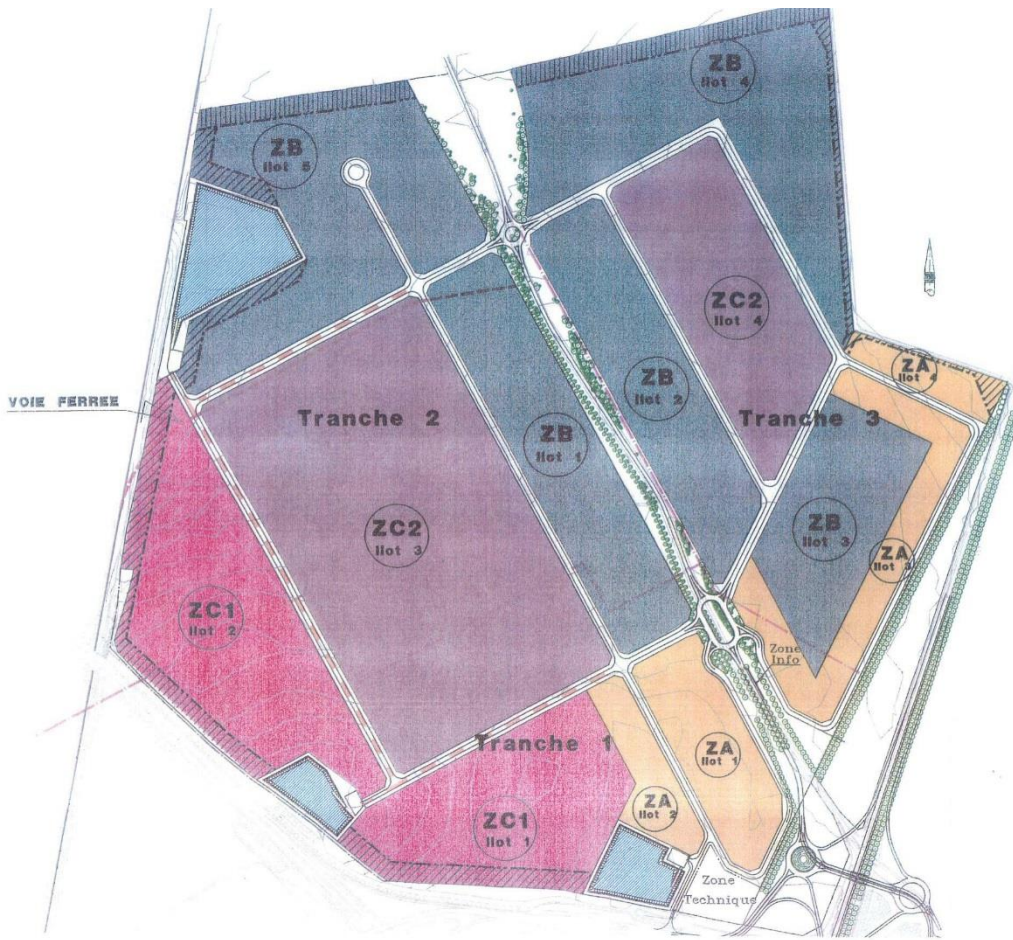 ZB
Ilot 4
ZB
Ilot 5
ZC2
Ilot 4
ZA
Ilot 4
VOIE FERREE
Tranche 2
ZB
Ilot 2
Tranche 3
ZB
Ilot 1
ZC2
Ilot 3
ZB
Ilot 3
ZA
Ilot 3
ZC1
Ilot 2
Zone
Info
Tranche 1
ZA
Ilot 1
ZA
Ilot 2
ZC1
Ilot 1
Zone
Technique